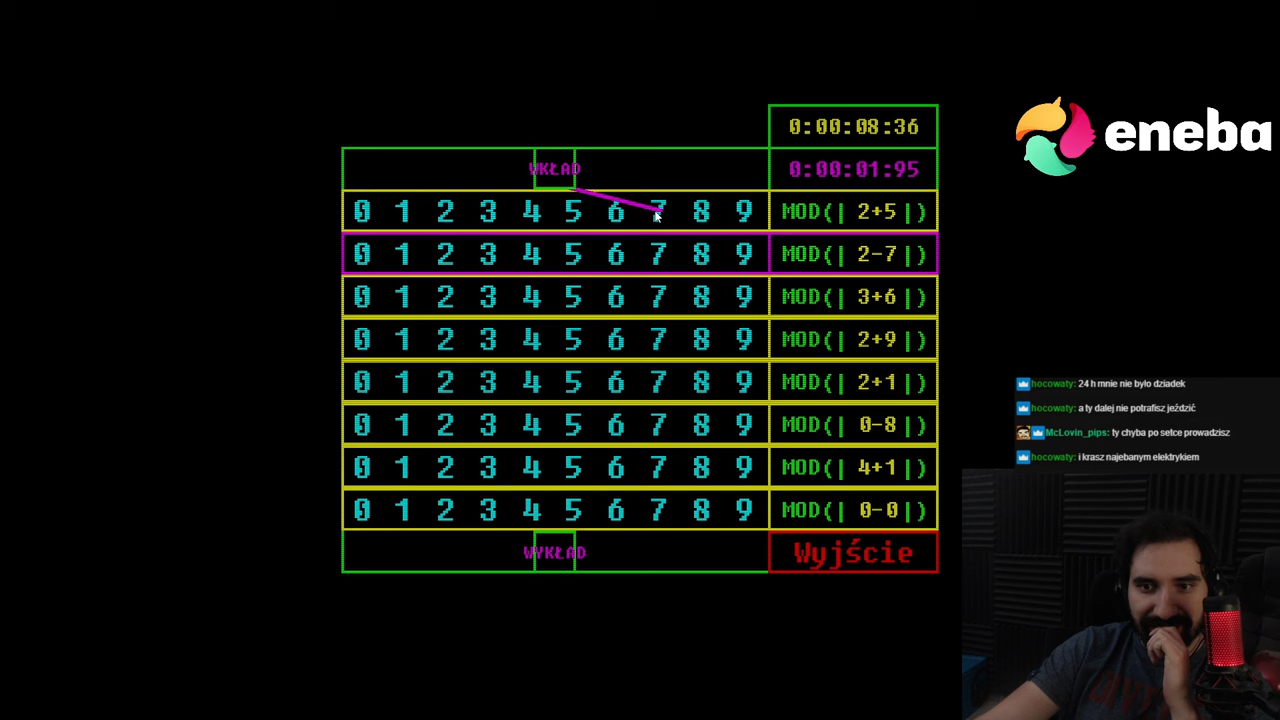 0:00:08:36
eneba
WKŁAD
0:00:01:95
0 1 2 3 4 5 6 7 8 9 MOD(| 2+5|)
0 1 2 3 4 5 6 7 8 9 MOD(| 2-7|)
0 1 2 3 4 5 6 7 8 9 MOD(| 3+6|)
0 1 2 3 4 5 6 7 8 9 MOD(| 2+9|)
0 1 2 3 4 5 6 7 8 9 MOD(| 2+1|)
0 1 2 3 4 5 6 7 8 9 MOD(| 0-8|)
0 1 2 3 4 5 6 7 8 9 MOD(| 4+1|)
0 1 2 3 4 5 6 7 8 9 MOD(| 0-0|)
WYKŁAD
Wyjście
hocowaty: 24 h mnie nie było dziadek
hocowaty: a ty dalej nie potrafisz jeździć
McLovin_pips: ty chyba po setce prowadzisz
hocowaty: i krasz najebanym elektrykiem